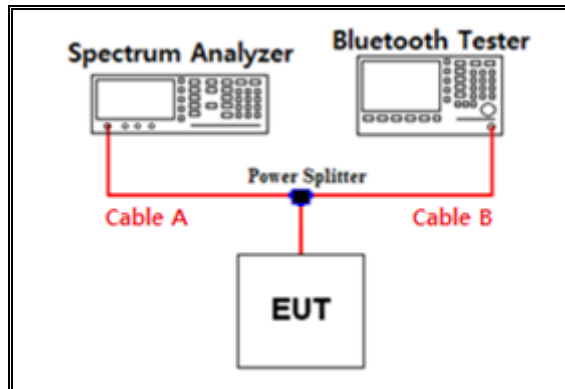 Spectrum Analyzer
Bluetooth Tester
Power Splitter
Cable A
Cable B
EUT